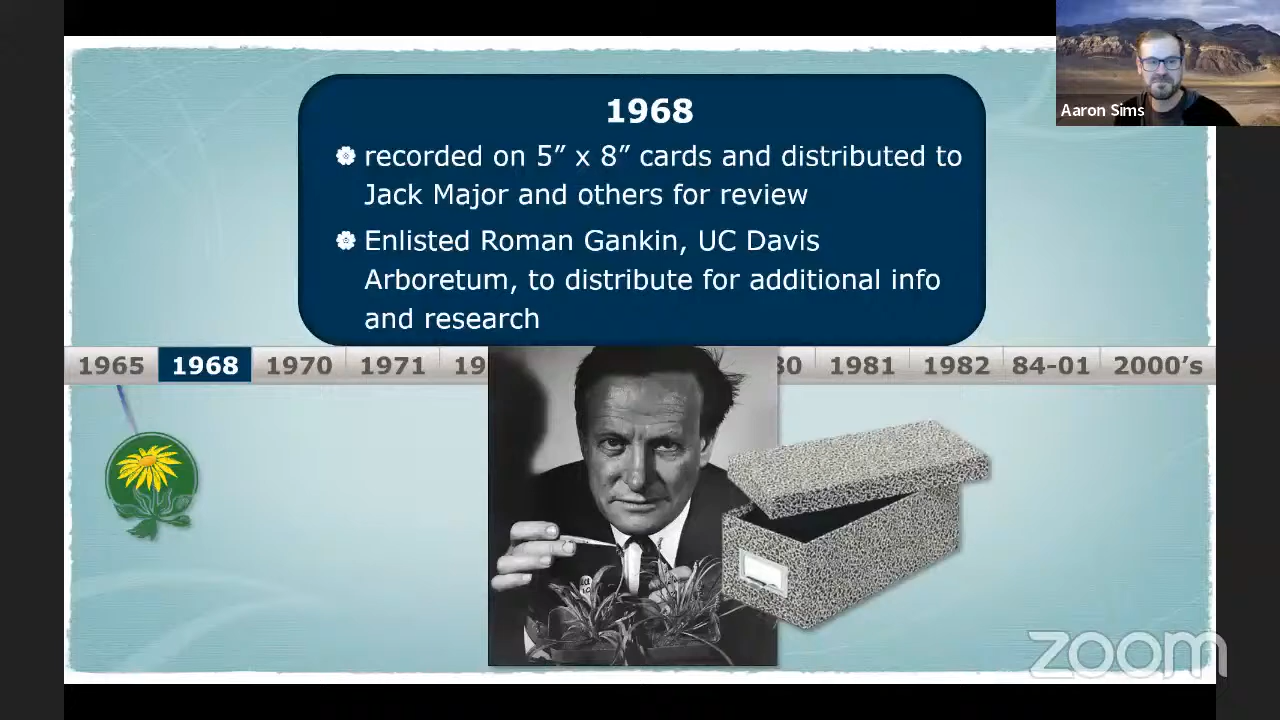 1968
recorded on 5” x 8” cards and distributed to
Jack Major and others for review
Enlisted Roman Gankin, UC Davis
Arboretum, to distribute for additional info
and research
Aaron Sims
1965 1968 1970 1971 19 80 1981 1982 84-01 2000’s
zoom